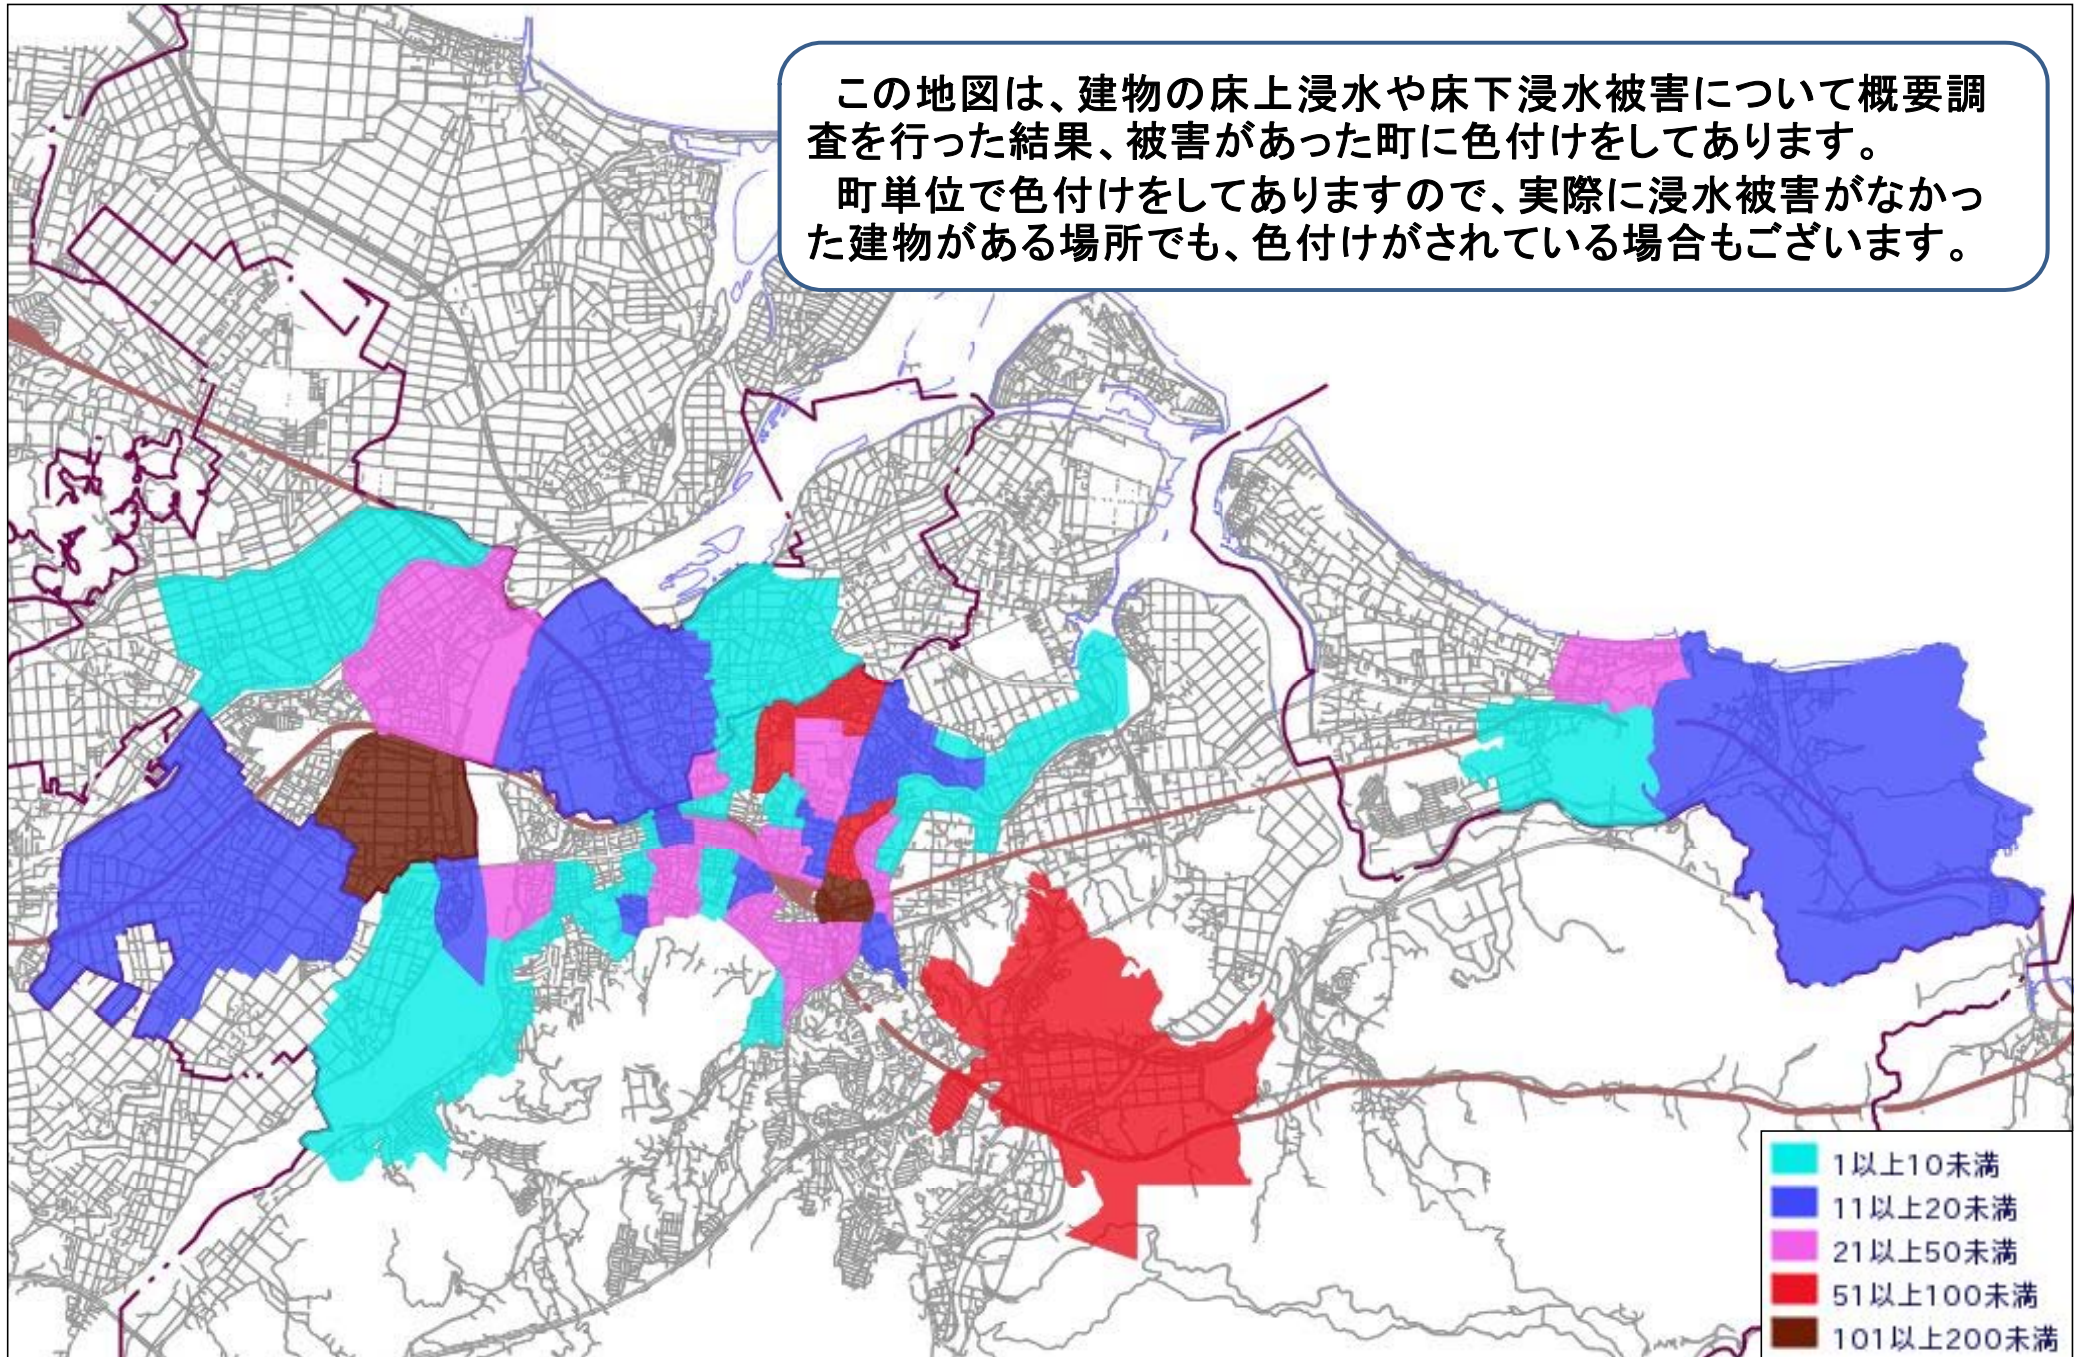 この地図は、建物の床上浸水や床下浸水被害について概要調
査を行った結果、被害があった町に色付けをしてあります。
町単位で色付けをしてありますので、実際に浸水被害がなかっ
た建物がある場所でも、色付けがされている場合もございます。
1以上10未満
11以上20未満
21以上50未満
51以上100未満
101以上200未満